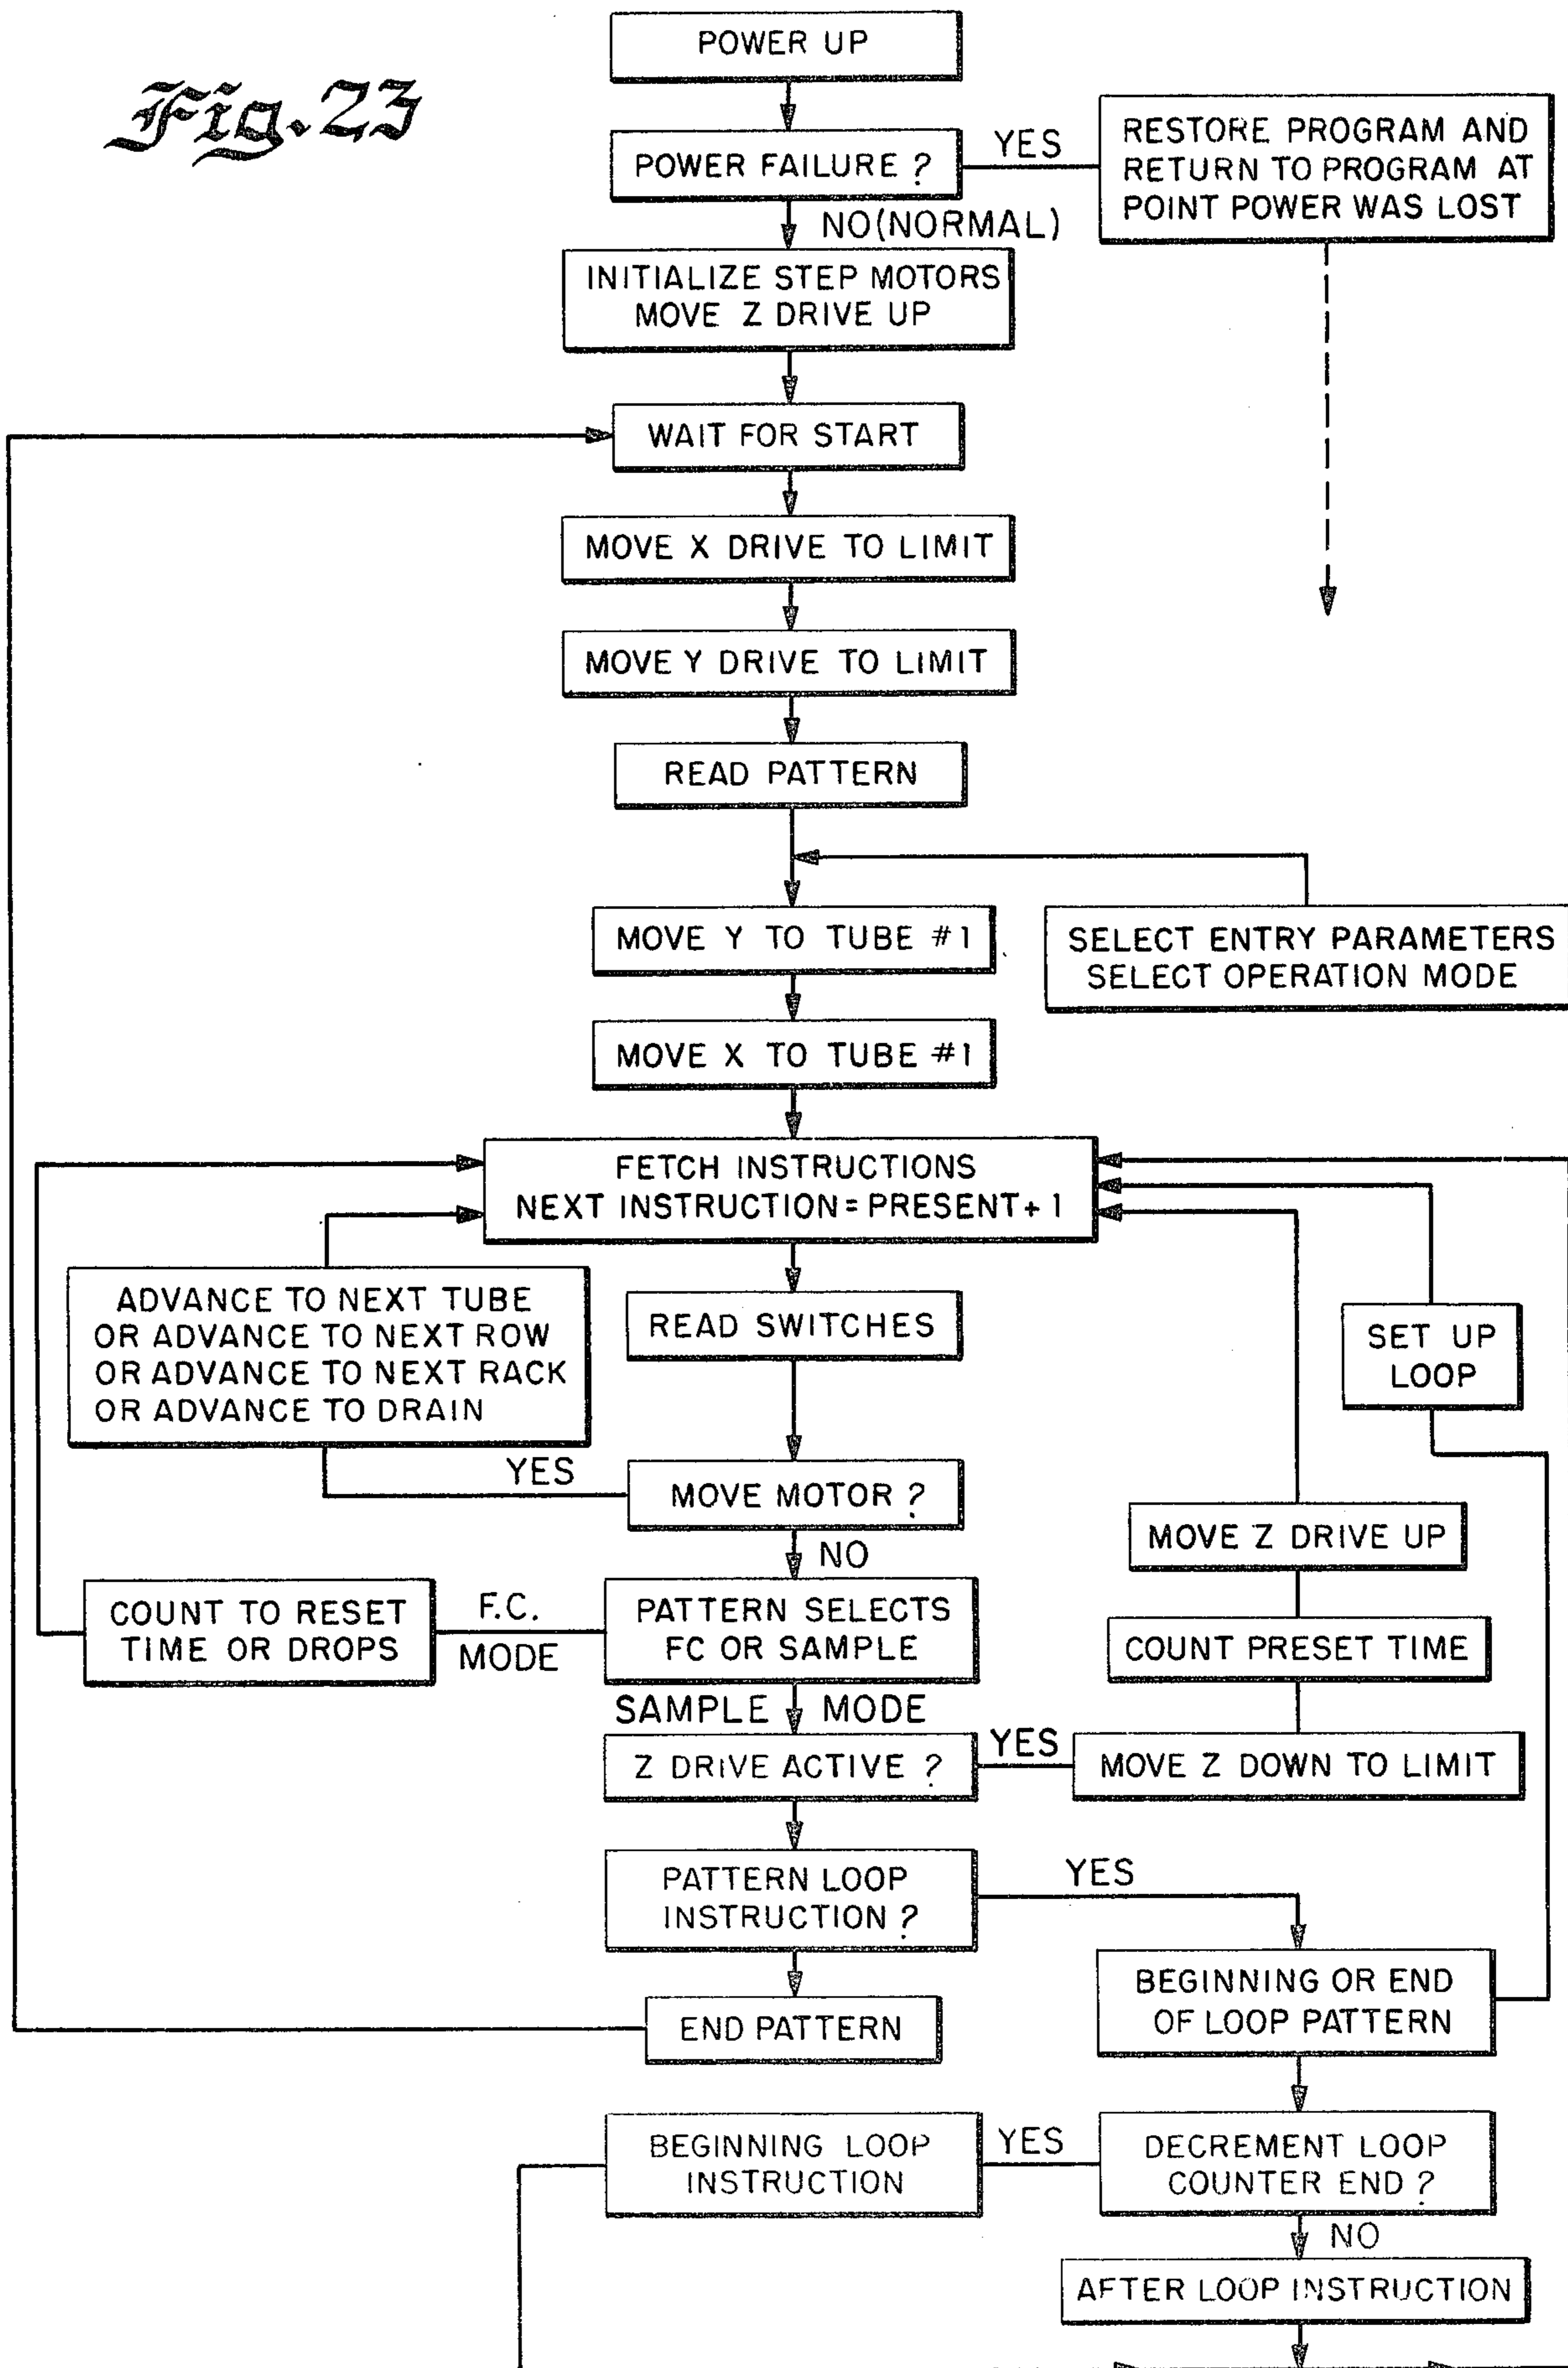 Fig. 23
POWER UP
POWER FAILURE ?
YES
RESTORE PROGRAM AND
RETURN TO PROGRAM AT
POINT POWER WAS LOST
NO (NORMAL)
INITIALIZE STEP MOTORS
MOVE Z DRIVE UP
WAIT FOR START
MOVE X DRIVE TO LIMIT
MOVE Y DRIVE TO LIMIT
READ PATTERN
MOVE Y TO TUBE #1
SELECT ENTRY PARAMETERS
SELECT OPERATION MODE
MOVE X TO TUBE #1
FETCH INSTRUCTIONS
NEXT INSTRUCTION = PRESENT + 1
ADVANCE TO NEXT TUBE
OR ADVANCE TO NEXT ROW
OR ADVANCE TO NEXT RACK
OR ADVANCE TO DRAIN
READ SWITCHES
SET UP
LOOP
YES
MOVE MOTOR ?
MOVE Z DRIVE UP
NO
COUNT TO RESET
TIME OR DROPS
F.C.
MODE
PATTERN SELECTS
FC OR SAMPLE
COUNT PRESET TIME
SAMPLE MODE
Z DRIVE ACTIVE ?
YES
MOVE Z DOWN TO LIMIT
PATTERN LOOP
INSTRUCTION ?
YES
BEGINNING OR END
OF LOOP PATTERN
END PATTERN
BEGINNING LOOP
INSTRUCTION
YES
DECREMENT LOOP
COUNTER END ?
NO
AFTER LOOP INSTRUCTION